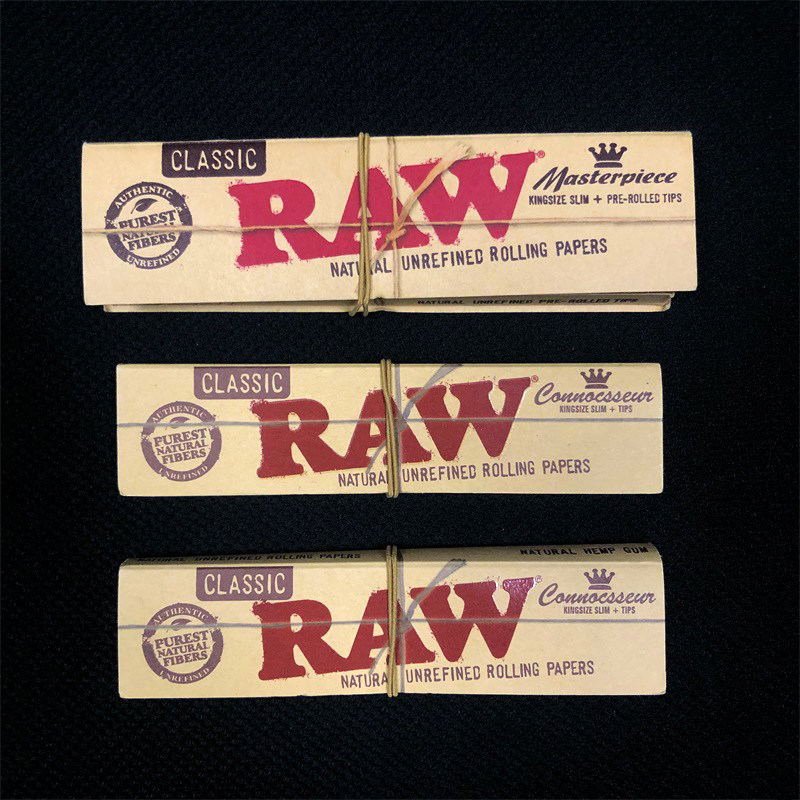 CLASSIC
RAW®
Masterpiece
KINGSIZE SLIM + PRE-ROLLED TIPS
AUTHENTIC
PUREST
NATURAL
FIBERS
UNREFINED
NATURAL UNREFINED ROLLING PAPERS
NATURAL UNREFINED PRE-ROLLED TIPS
CLASSIC
RAW®
Connoisseur
KINGSIZE SLIM + TIPS
AUTHENTIC
PUREST
NATURAL
FIBERS
UNREFINED
NATURAL UNREFINED ROLLING PAPERS
NATURAL UNREFINED ROLLING PAPERS
NATURAL HEMP GUM
CLASSIC
RAW®
Connoisseur
KINGSIZE SLIM + TIPS
AUTHENTIC
PUREST
NATURAL
FIBERS
UNREFINED
NATURAL UNREFINED ROLLING PAPERS